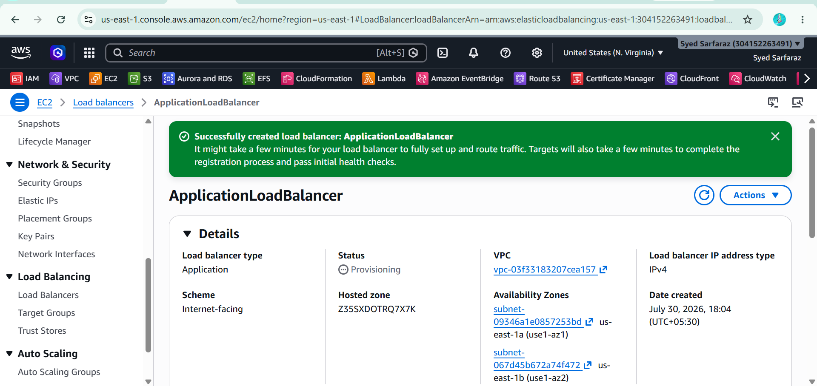 us-east-1.console.aws.amazon.com/ec2/home?region=us-east-1#LoadBalancer:loadBalancerArn=arn:aws:elasticloadbalancing:us-east-1:304152263491:loadbal...
aws
Search [Alt+S]
United States (N. Virginia) ▼
Syed Sarfaraz (304152263491) ▼
Syed Sarfaraz
IAM VPC EC2 S3 Aurora and RDS EFS CloudFormation Lambda Amazon EventBridge Route 53 Certificate Manager CloudFront CloudWatch
EC2 > Load balancers > ApplicationLoadBalancer
Snapshots
Lifecycle Manager
Network & Security
Security Groups
Elastic IPs
Placement Groups
Key Pairs
Network Interfaces
Load Balancing
Load Balancers
Target Groups
Trust Stores
Auto Scaling
Auto Scaling Groups
Successfully created load balancer: ApplicationLoadBalancer
It might take a few minutes for your load balancer to fully set up and route traffic. Targets will also take a few minutes to complete the
registration process and pass initial health checks.
ApplicationLoadBalancer
Actions ▼
Details
Load balancer type
Application
Scheme
Internet-facing
Status
Provisioning
Hosted zone
Z35SXDOTRQ7X7K
VPC
vpc-03f33183207cea157
Availability Zones
subnet-
09346a1e0857253bd us-
east-1a (use1-az1)
subnet-
067d45b672a74f472 us-
east-1b (use1-az2)
Load balancer IP address type
IPv4
Date created
July 30, 2026, 18:04
(UTC+05:30)